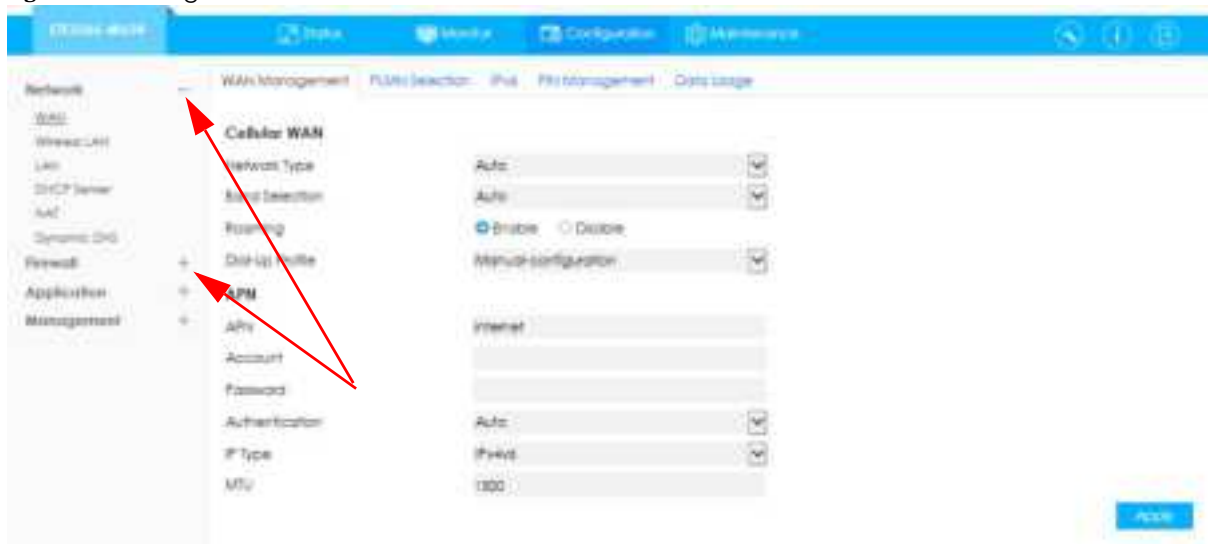 Status Monitor Configuration Maintenance
Network
WAN
Wireless LAN
LAN
DHCP Server
NAT
Dynamic DNS
Firewall
Application
Management
WAN Management PLMN Selection IPv6 PIN Management Data Usage
Cellular WAN
Network Type Auto
Band Selection Auto
Roaming Enable Disable
Dial-Up Profile Manual-configuration
APN
APN internet
Account
Password
Authentication Auto
IP Type
MTU
Apply